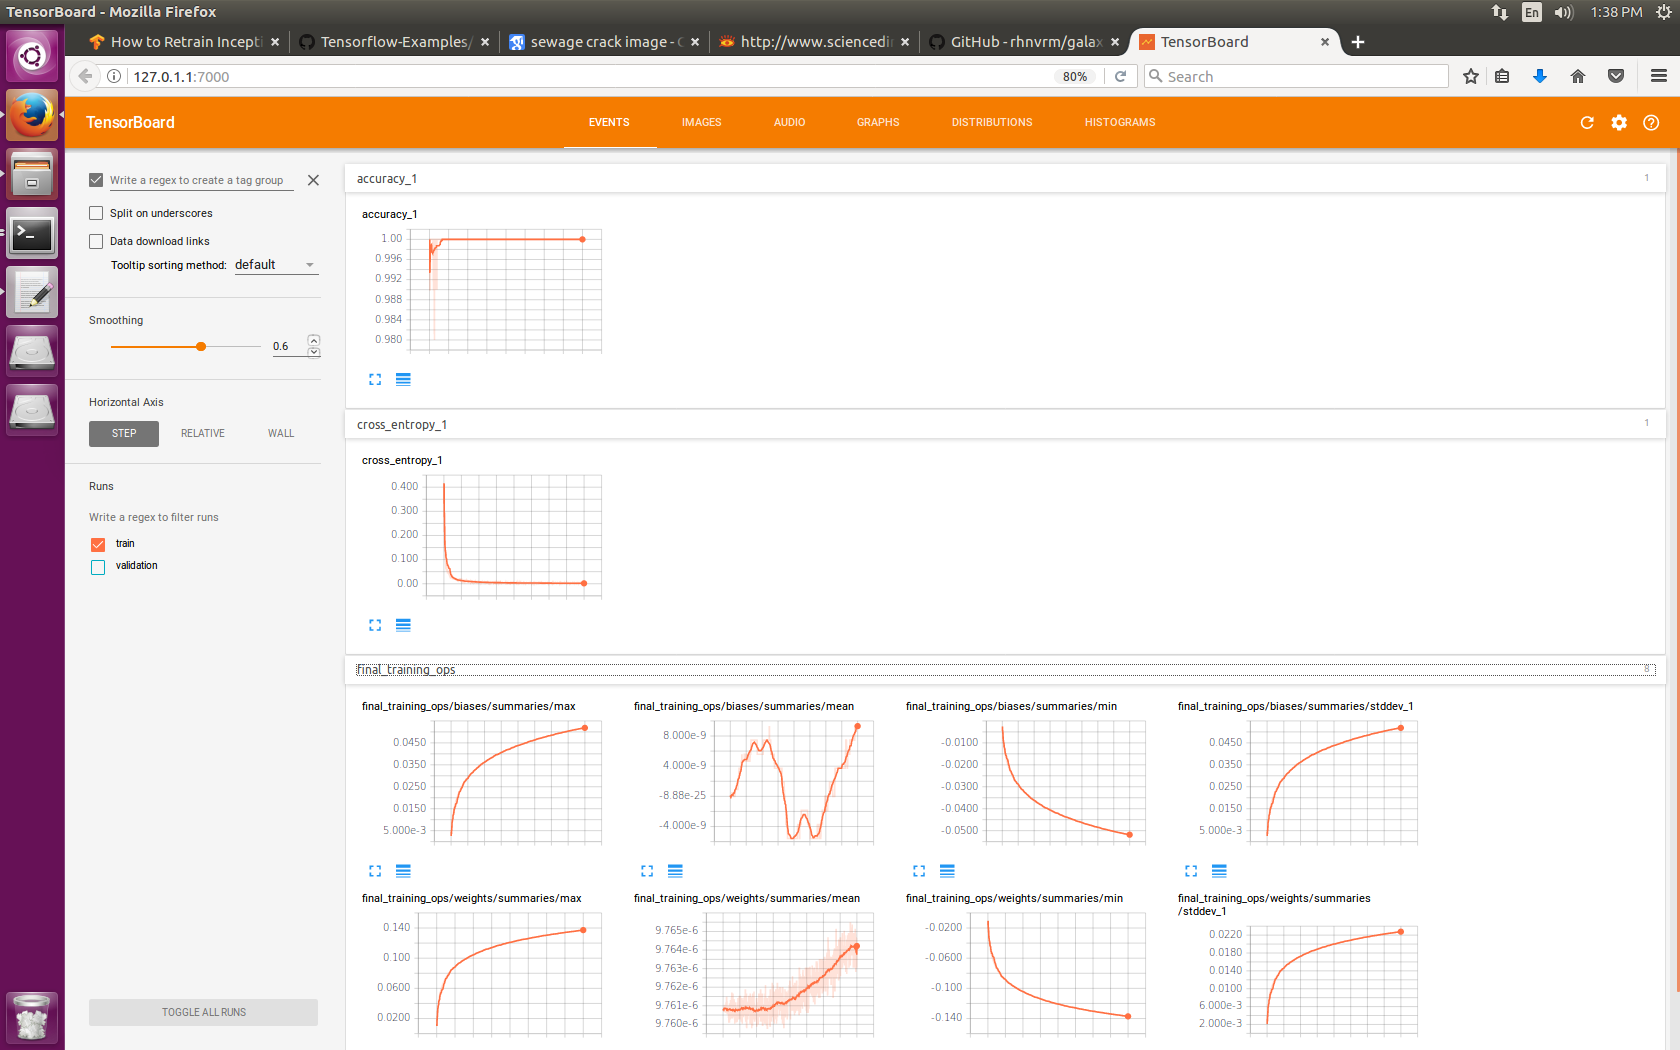 TensorBoard - Mozilla Firefox
En
1:38 PM
How to Retrain Incepti
Tensorflow-Examples/
sewage crack image - G
http://www.sciencedir
GitHub - rhnvrm/galax
TensorBoard
127.0.1.1:7000
80%
Search
TensorBoard
EVENTS
IMAGES
AUDIO
GRAPHS
DISTRIBUTIONS
HISTOGRAMS
Write a regex to create a tag group
Split on underscores
Data download links
Tooltip sorting method: default
Smoothing
0.6
Horizontal Axis
STEP
RELATIVE
WALL
Runs
Write a regex to filter runs
train
validation
TOGGLE ALL RUNS
accuracy_1
1
accuracy_1
1.00
0.996
0.992
0.988
0.984
0.980
cross_entropy_1
1
cross_entropy_1
0.400
0.300
0.200
0.100
0.00
final_training_ops
8
final_training_ops/biases/summaries/max
0.0450
0.0350
0.0250
0.0150
5.000e-3
final_training_ops/biases/summaries/mean
8.000e-9
4.000e-9
-8.88e-25
-4.000e-9
final_training_ops/biases/summaries/min
-0.0100
-0.0200
-0.0300
-0.0400
-0.0500
final_training_ops/biases/summaries/stddev_1
0.0450
0.0350
0.0250
0.0150
5.000e-3
final_training_ops/weights/summaries/max
0.140
0.100
0.0600
0.0200
final_training_ops/weights/summaries/mean
9.765e-6
9.764e-6
9.763e-6
9.762e-6
9.761e-6
9.760e-6
final_training_ops/weights/summaries/min
-0.0200
-0.0600
-0.100
-0.140
final_training_ops/weights/summaries
/stddev_1
0.0220
0.0180
0.0140
0.0100
6.000e-3
2.000e-3